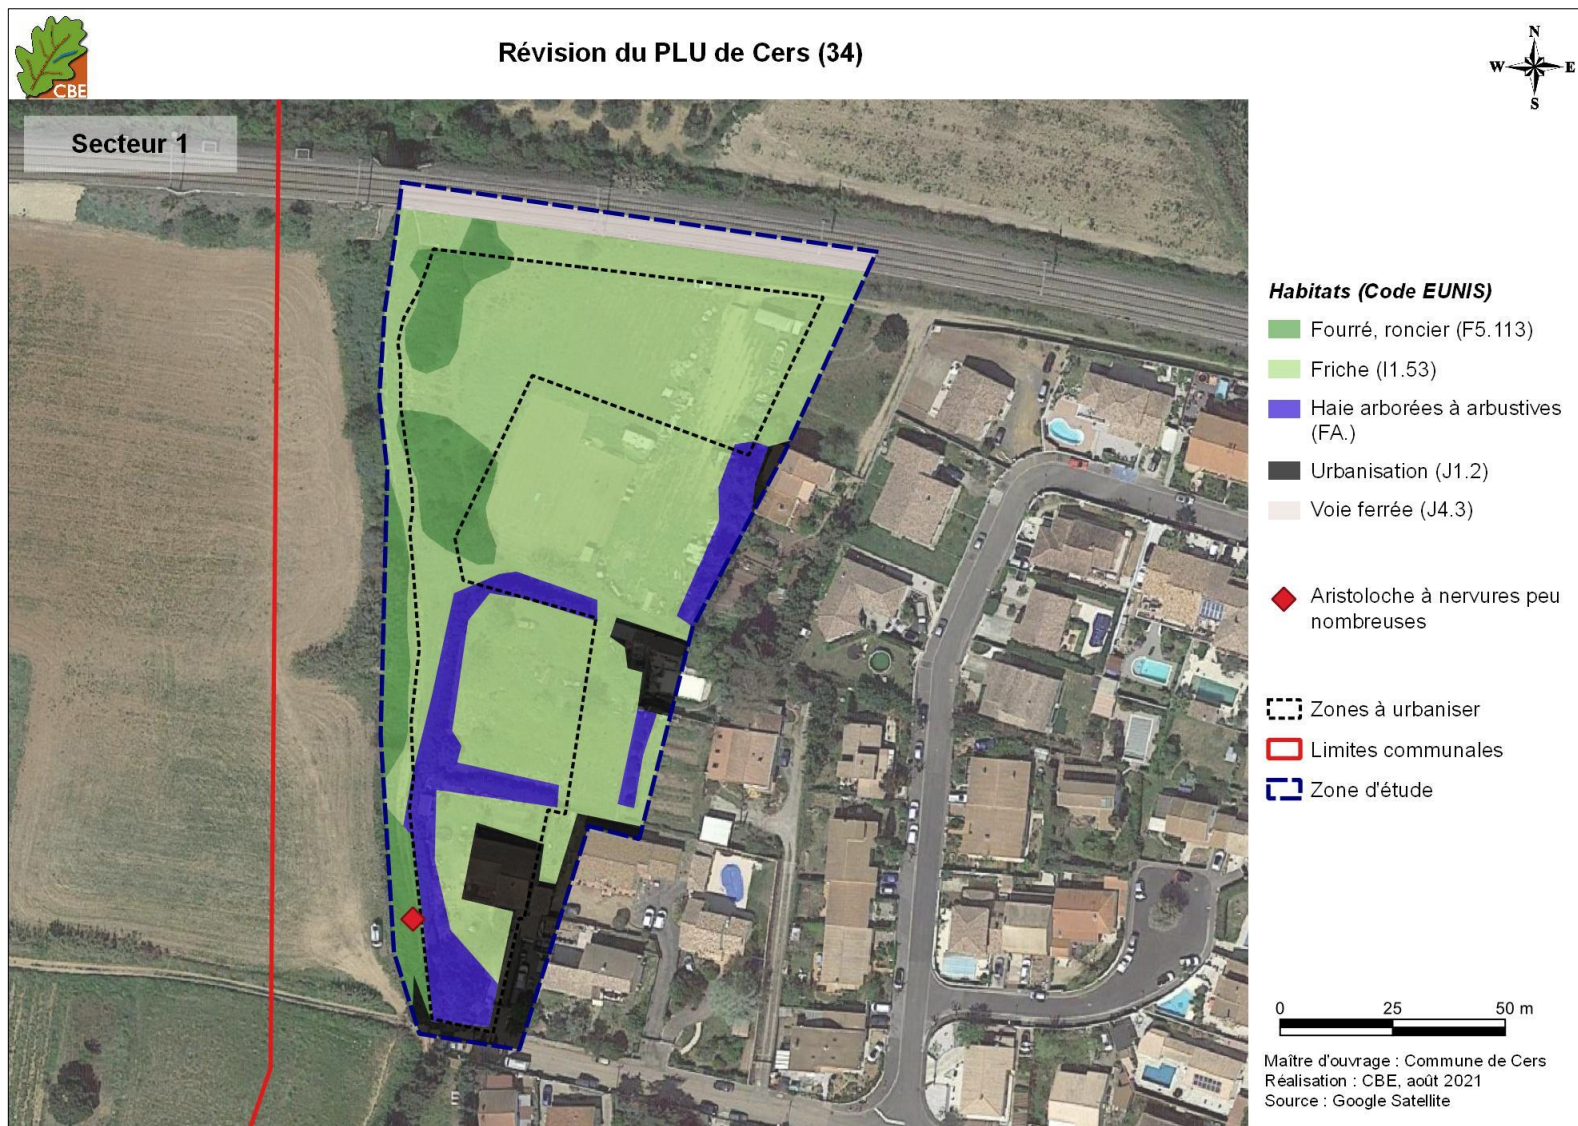 CBE
Révision du PLU de Cers (34)
N
W
E
S
Secteur 1
Habitats (Code EUNIS)
Fourré, roncier (F5.113)
Friche (I1.53)
Haie arborées à arbustives
(FA.)
Urbanisation (J1.2)
Voie ferrée (J4.3)
Aristoloche à nervures peu
nombreuses
Zones à urbaniser
Limites communales
Zone d'étude
0 25 50 m
Maître d'ouvrage : Commune de Cers
Réalisation : CBE, août 2021
Source : Google Satellite